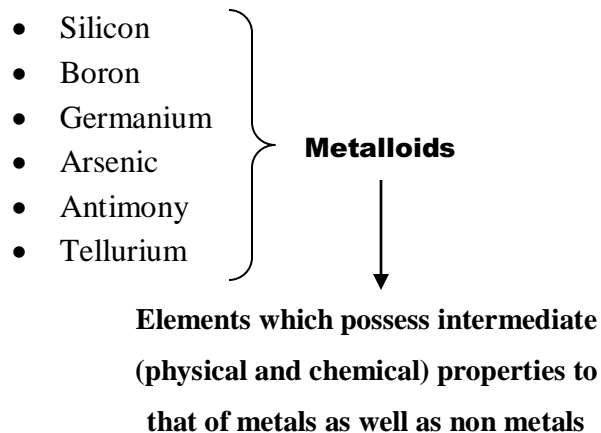 • Silicon
• Boron
• Germanium
• Arsenic
• Antimony
• Tellurium
Metalloids
Elements which possess intermediate
(physical and chemical) properties to
that of metals as well as non metals